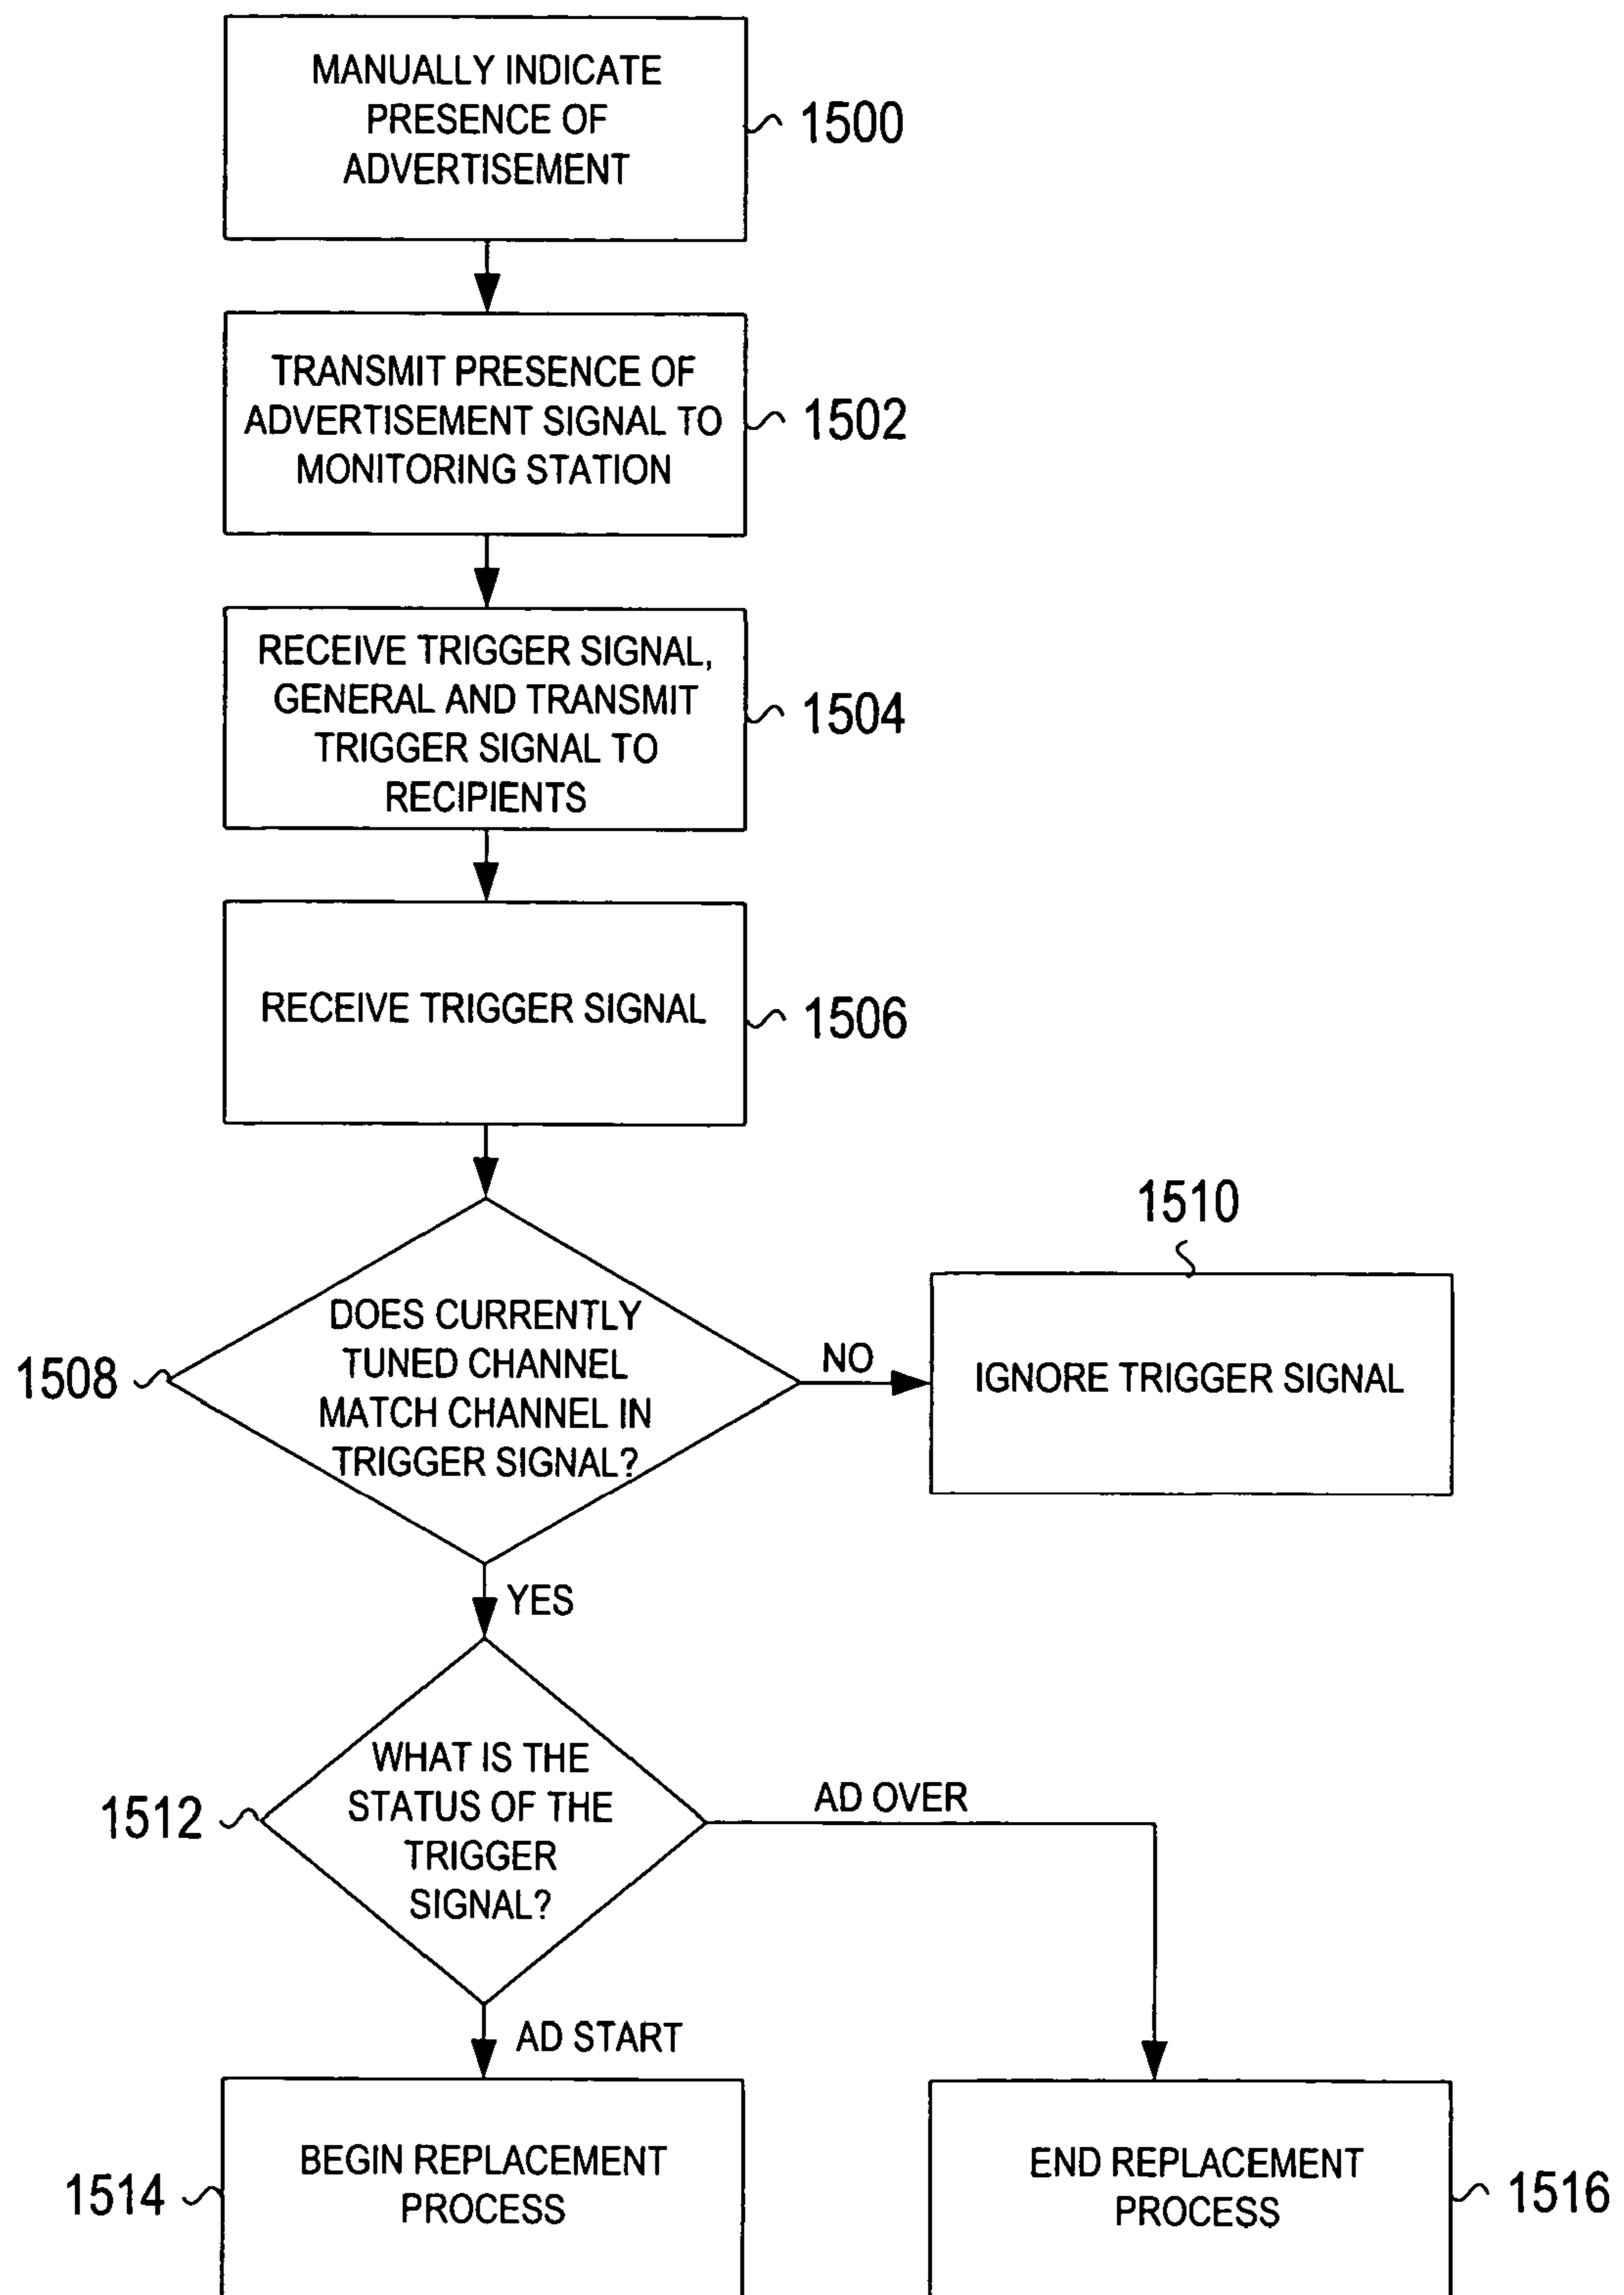 MANUALLY INDICATE
PRESENCE OF
ADVERTISEMENT
1500
TRANSMIT PRESENCE OF
ADVERTISEMENT SIGNAL TO
MONITORING STATION
1502
RECEIVE TRIGGER SIGNAL,
GENERAL AND TRANSMIT
TRIGGER SIGNAL TO
RECIPIENTS
1504
RECEIVE TRIGGER SIGNAL
1506
DOES CURRENTLY
TUNED CHANNEL
MATCH CHANNEL IN
TRIGGER SIGNAL?
1508
NO
1510
IGNORE TRIGGER SIGNAL
YES
WHAT IS THE
STATUS OF THE
TRIGGER
SIGNAL?
1512
AD OVER
AD START
BEGIN REPLACEMENT
PROCESS
1514
END REPLACEMENT
PROCESS
1516